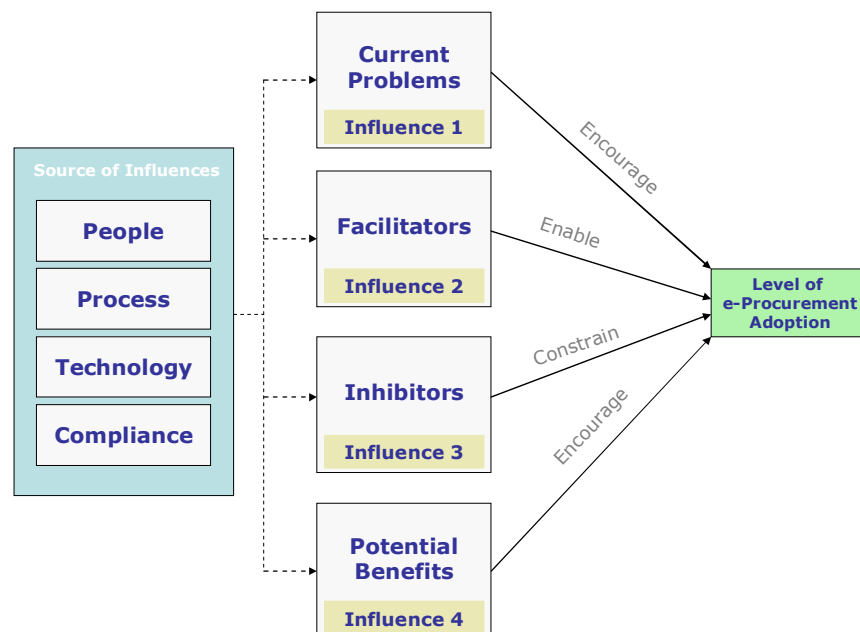 Source of Influences
People
Process
Technology
Compliance
Current
Problems
Influence 1
Facilitators
Influence 2
Inhibitors
Influence 3
Potential
Benefits
Influence 4
Encourage
Enable
Constrain
Encourage
Level of
e-Procurement
Adoption